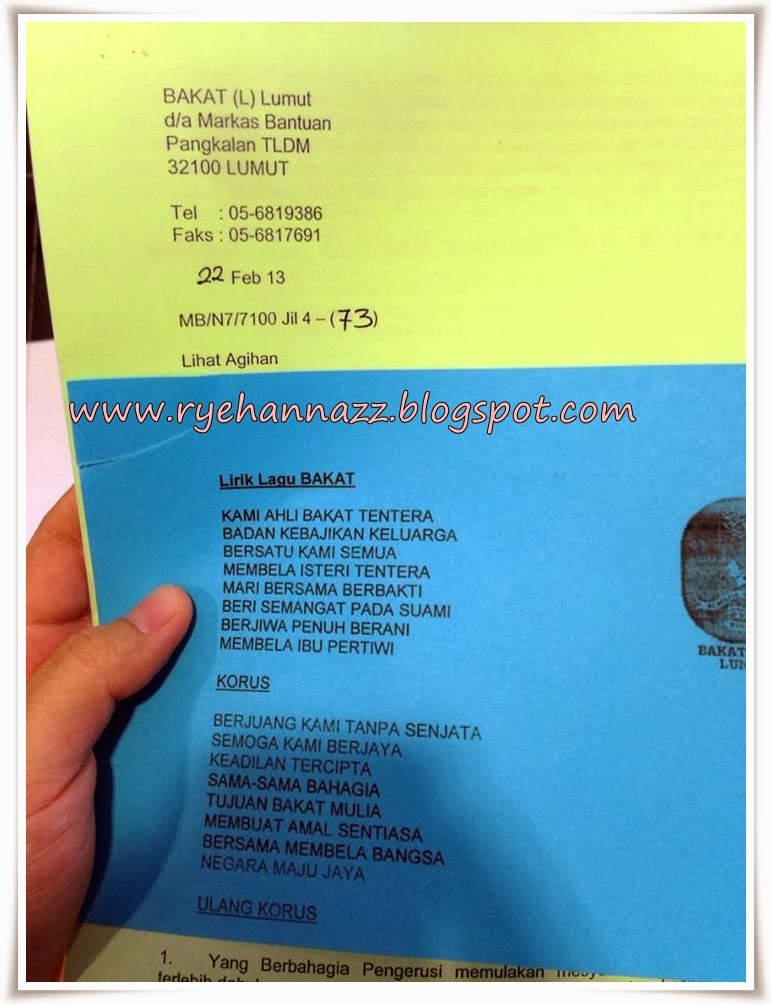 BAKAT (L) Lumut
d/a Markas Bantuan
Pangkalan TLDM
32100 LUMUT
Tel : 05-6819386
Faks : 05-6817691
22 Feb 13
MB/N7/7100 Jil 4 – (73)
Lihat Agihan
www.ryehannazz.blogspot.com
Lirik Lagu BAKAT
KAMI AHLI BAKAT TENTERA
BADAN KEBAJIKAN KELUARGA
BERSATU KAMI SEMUA
MEMBELA ISTERI TENTERA
MARI BERSAMA BERBAKTI
BERI SEMANGAT PADA SUAMI
BERJIWA PENUH BERANI
MEMBELA IBU PERTIWI
BAKAT
KORUS
BERJUANG KAMI TANPA SENJATA
SEMOGA KAMI BERJAYA
KEADILAN TERCIPTA
SAMA-SAMA BAHAGIA
TUJUAN BAKAT MULIA
MEMBUAT AMAL SENTIASA
BERSAMA MEMBELA BANGSA
NEGARA MAJU JAYA
ULANG KORUS
1. Yang Berbahagia Pengerusi memulakan
terlebih